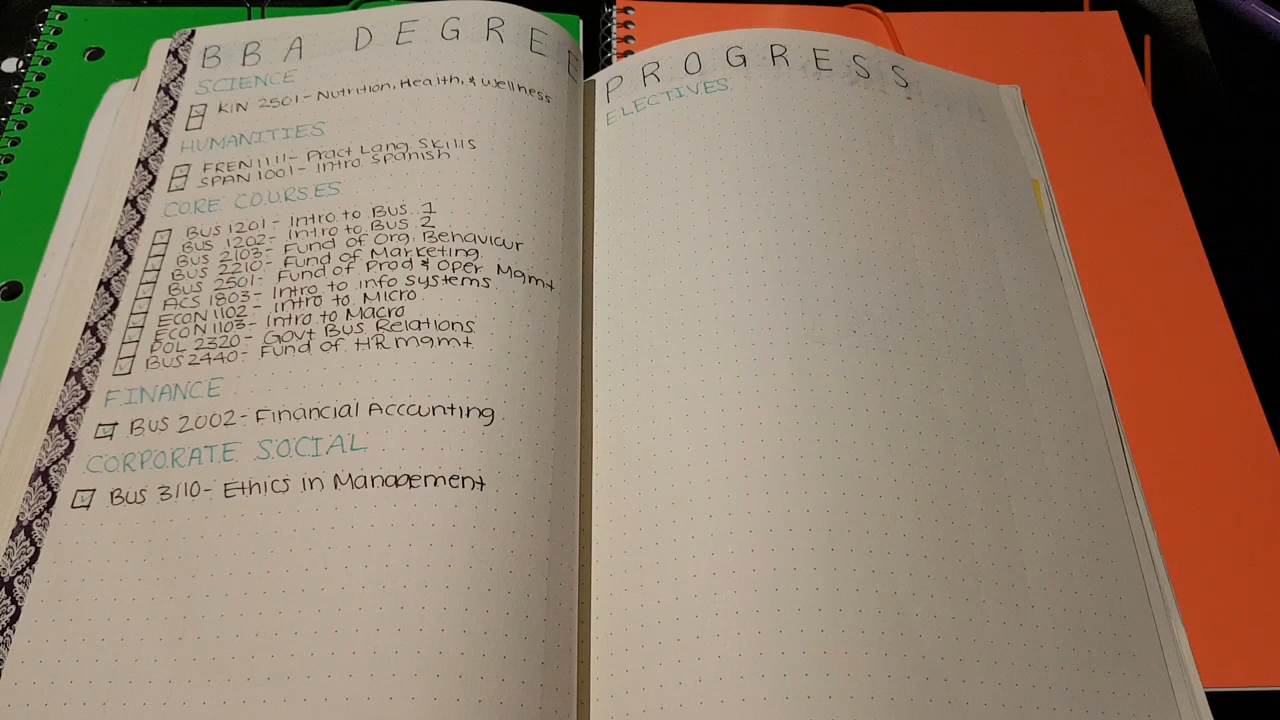 BBA DEGREE PROGRESS
SCIENCE
KIN 2501- Nutrition, Health, & Wellness
HUMANITIES
FREN 1111- Pract Lang Skills
SPAN 1001- Intro Spanish
CORE COURSES
BUS 1201- Intro to Bus 1
BUS 1202- Intro to Bus 2
BUS 2103- Fund of Org. Behaviour
BUS 2210- Fund of Marketing
BUS 2501- Fund of Prod & Oper Mgmt
ACS 1803- Intro to info systems
ECON 1102- Intro to Micro
ECON 1103- Intro to Macro
POL 2320- Govt Bus Relations
BUS 2440- Fund of HR mgmt
FINANCE
BUS 2002- Financial Acccunting
CORPORATE SOCIAL
BUS 3110- Ethics in Management
ELECTIVES